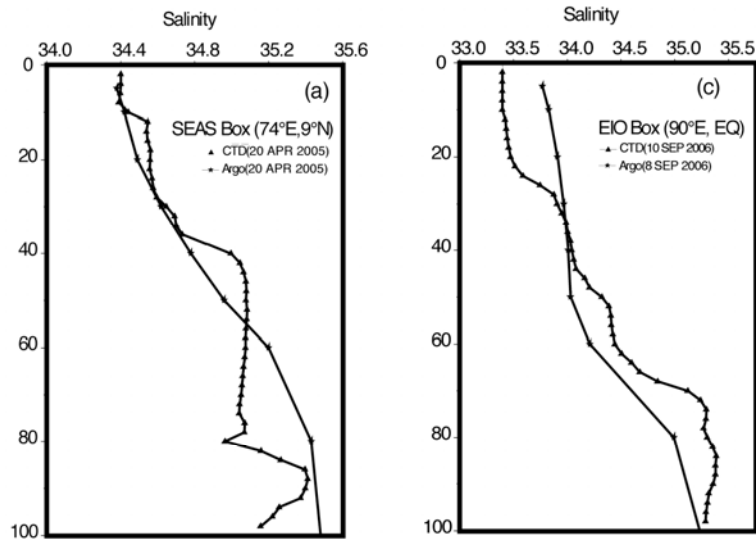 Salinity
34.0 34.4 34.8 35.2 35.6
0
20
40
60
80
100
(a)
SEAS Box (74°E,9°N)
CTD(20 APR 2005)
Argo(20 APR 2005)
Salinity
33.0 33.5 34.0 34.5 35.0 35.5
0
20
40
60
80
100
(c)
EIO Box (90°E, EQ)
CTD(10 SEP 2006)
Argo(8 SEP 2006)